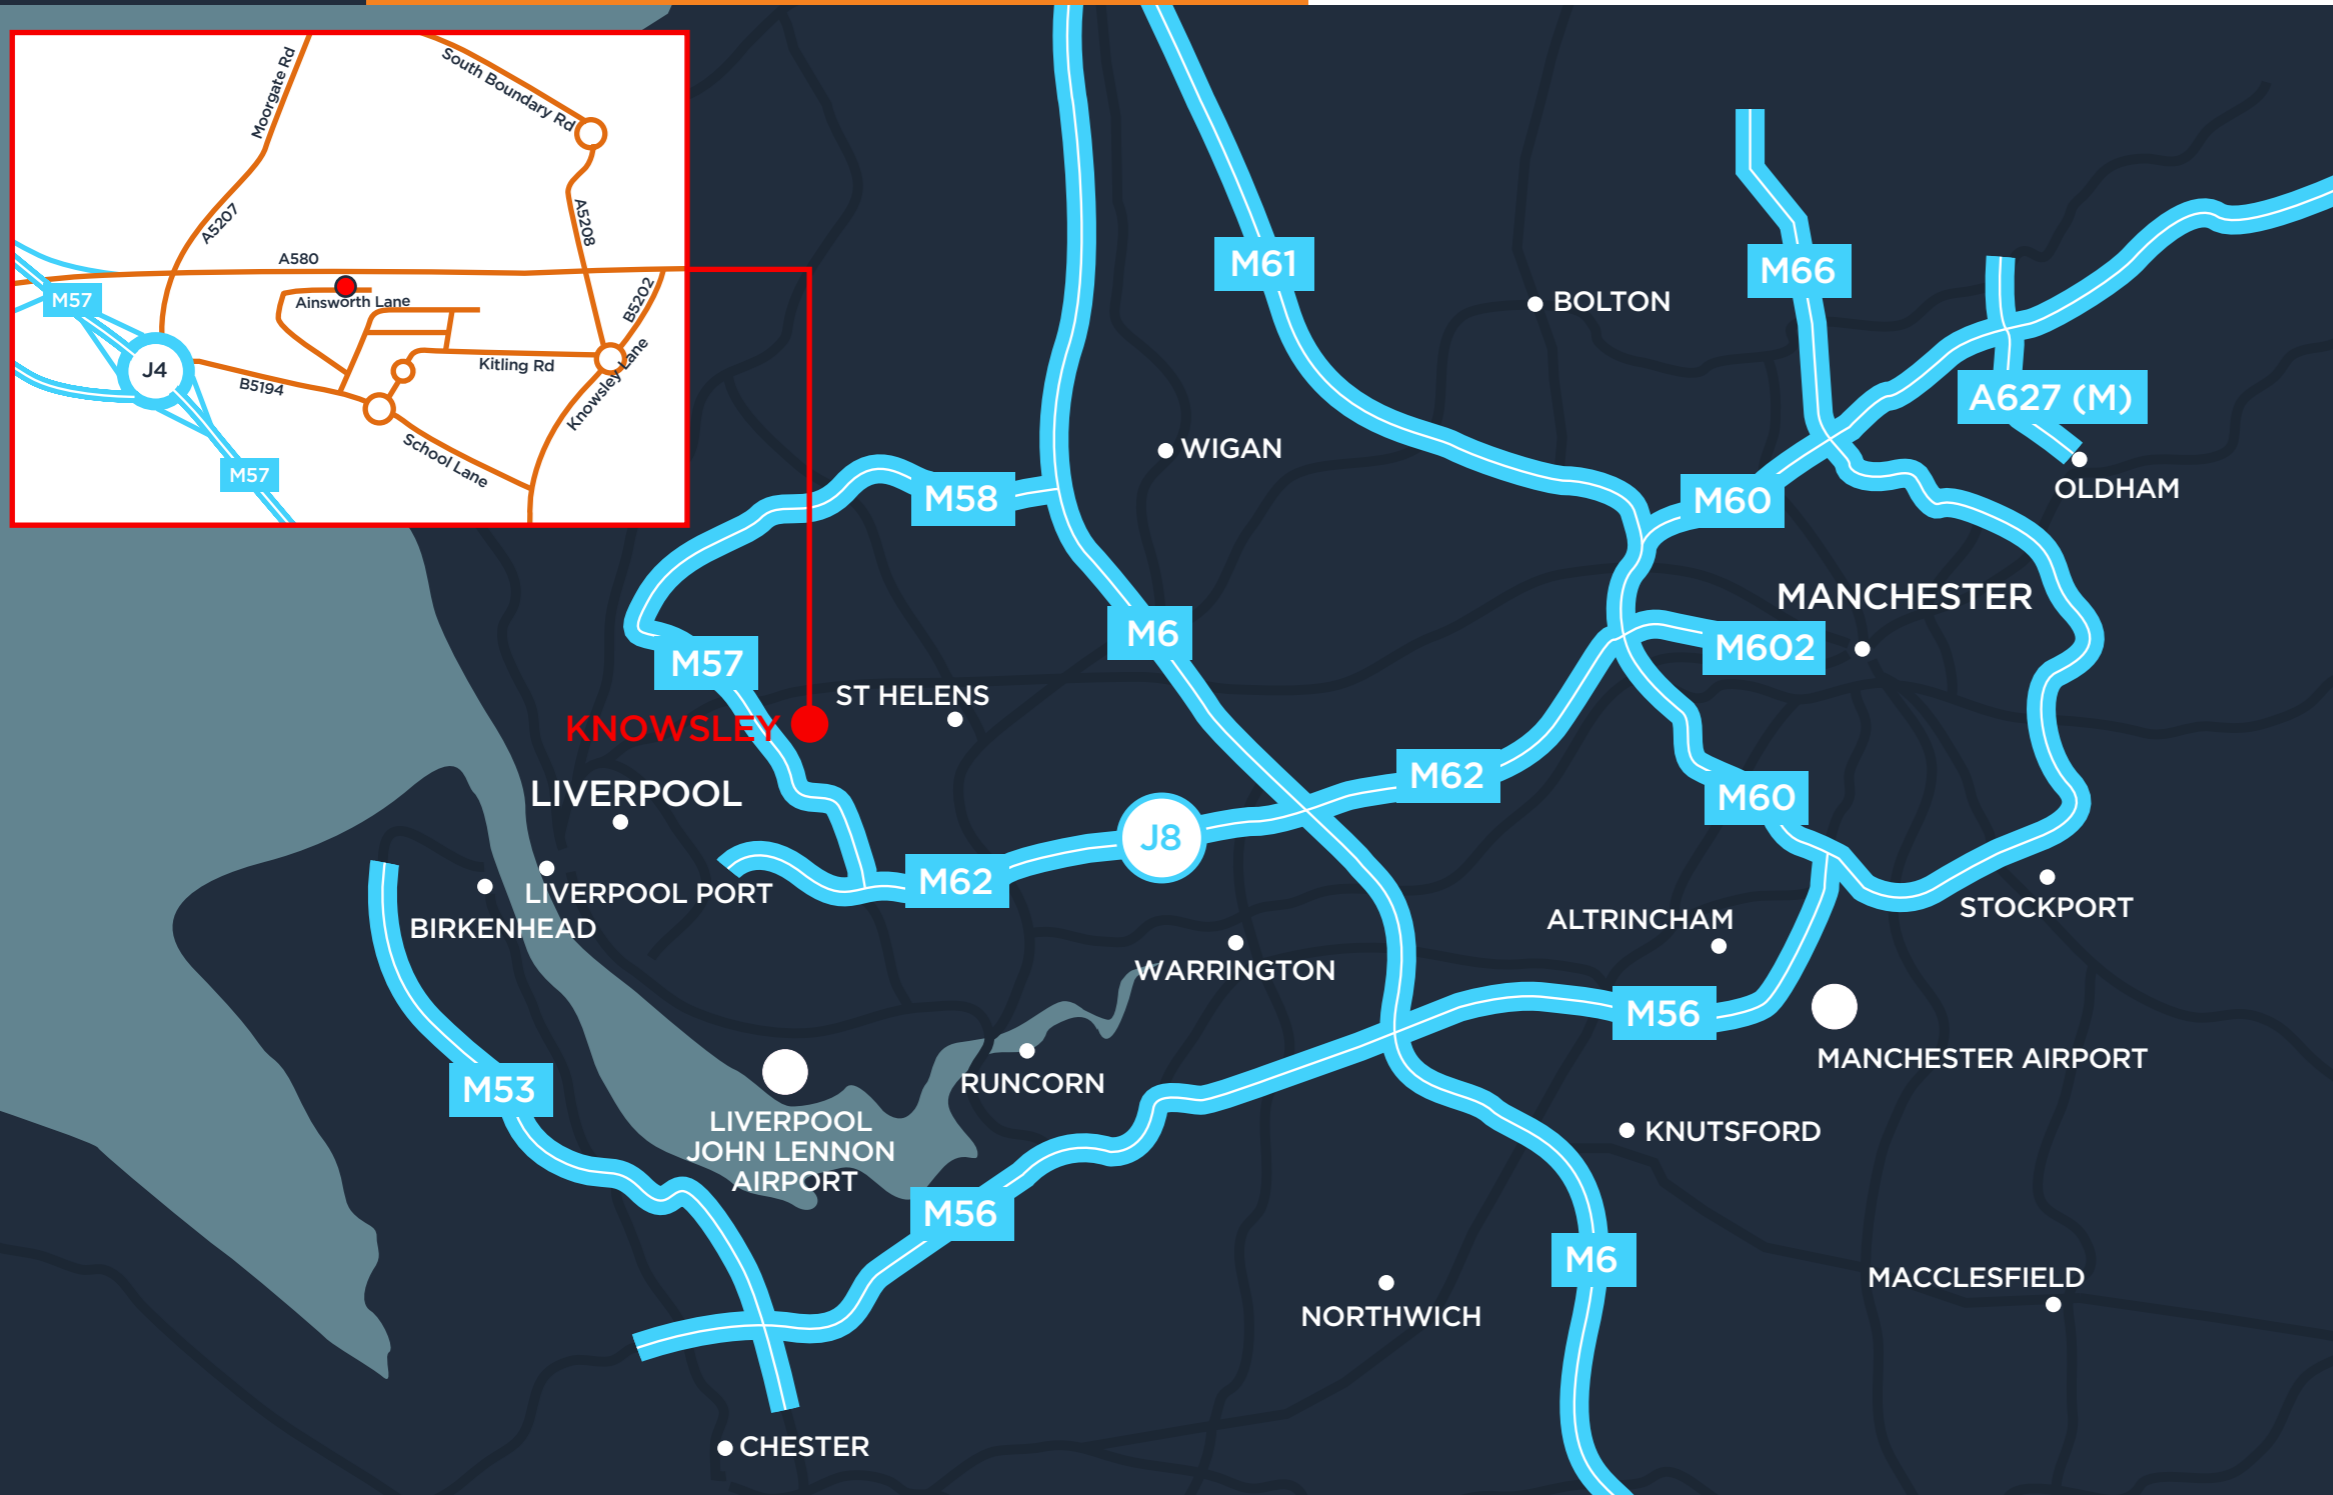 Moorgate Rd
South Boundary Rd
A5207
A5208
A580
M57
Ainsworth Lane
B5202
J4
B5194
Kitling Rd
Knowsley Lane
School Lane
M57
M61
M66
BOLTON
A627 (M)
WIGAN
M58
M60
OLDHAM
MANCHESTER
M6
M602
M57
ST HELENS
KNOWSLEY
LIVERPOOL
M62
M60
J8
M62
LIVERPOOL PORT
BIRKENHEAD
STOCKPORT
ALTRINCHAM
WARRINGTON
M56
MANCHESTER AIRPORT
M53
RUNCORN
LIVERPOOL
JOHN LENNON
AIRPORT
KNUTSFORD
M56
M6
MACCLESFIELD
NORTHWICH
CHESTER